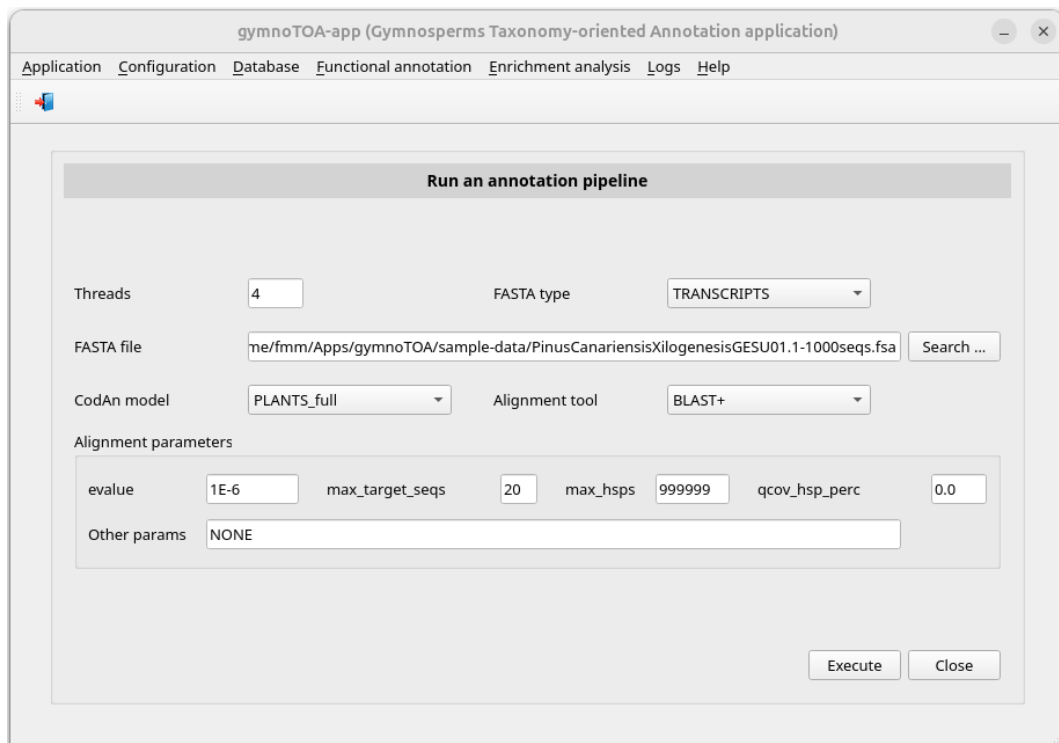 gymnoTOA-app (Gymnosperms Taxonomy-oriented Annotation application)
Application Configuration Database Functional annotation Enrichment analysis Logs Help
Run an annotation pipeline
Threads 4 FASTA type TRANSCRIPTS
FASTA file me/fmm/Apps/gymnoTOA/sample-data/PinusCanariensisXilogenesisGESU01.1-1000seqs.fsa Search ...
CodAn model PLANTS_full Alignment tool BLAST+
Alignment parameters
evalue 1E-6 max_target_seqs 20 max_hsps 999999 qcov_hsp_perc 0.0
Other params NONE
Execute Close